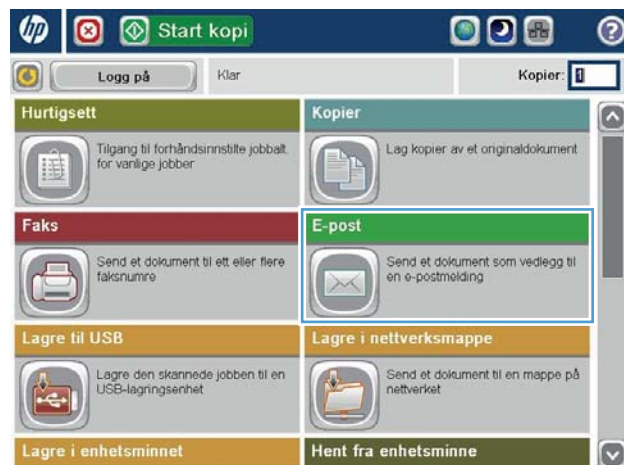 hp
Start kopi
?
Logg på
Klar
Kopier: 1
Hurtigsett
Tilgang til forhåndsinnstilte jobbalt.
for vanlige jobber
Kopier
Lag kopier av et originaldokument
Faks
Send et dokument til ett eller flere
faksnumre
E-post
Send et dokument som vedlegg til
en e-postmelding
Lagre til USB
Lagre den skannede jobben til en
USB-lagringsenhet
Lagre i nettverksmappe
Send et dokument til en mappe på
nettverket
Lagre i enhetsminnet
Hent fra enhetsminne